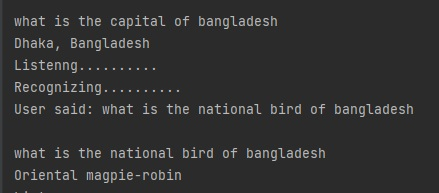 what is the capital of bangladesh
Dhaka, Bangladesh
Listenng..........
Recognizing..........
User said: what is the national bird of bangladesh
what is the national bird of bangladesh
Oriental magpie-robin